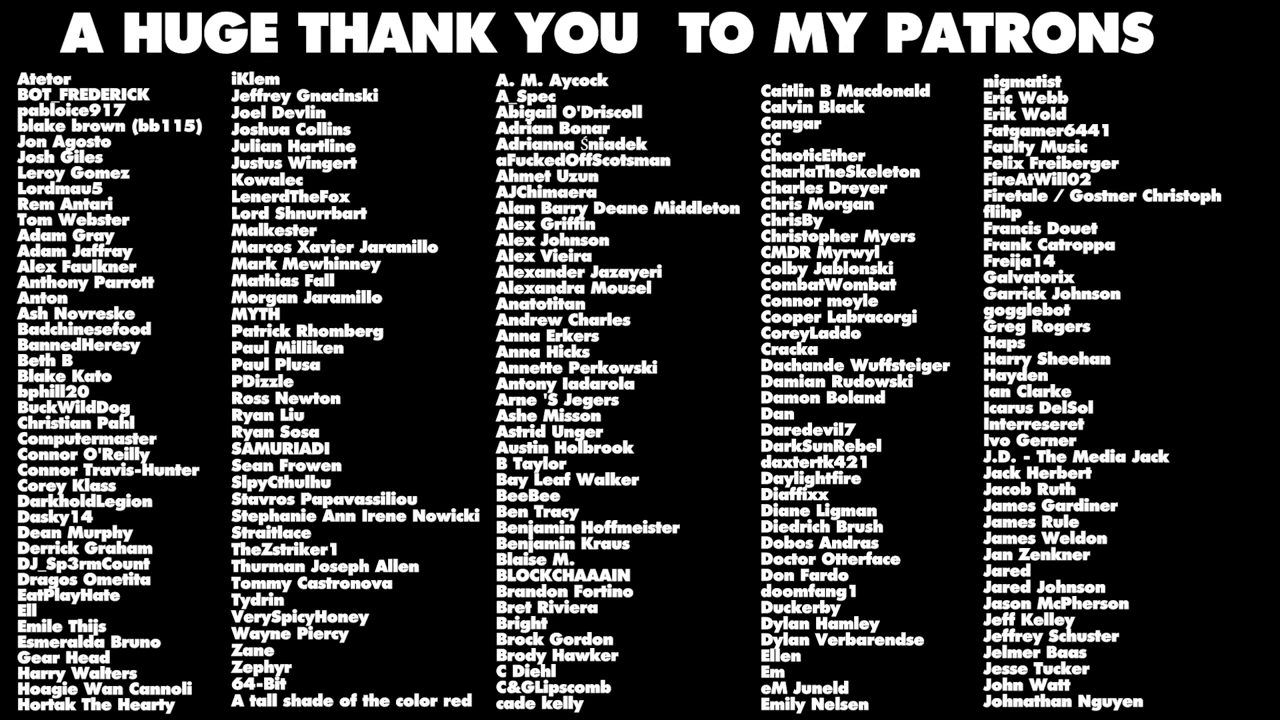 A HUGE THANK YOU TO MY PATRONS
Atetor
BOT_FREDERICK
pabloice917
blake brown (bb115)
Jon Agosto
Josh Giles
Leroy Gomez
Lordmau5
Rem Antari
Tom Webster
Adam Gray
Adam Jaffray
Alex Faulkner
Anthony Parrott
Anton
Ash Novreske
Badchinesefood
BannedHeresy
Beth B
Blake Kato
bphill20
BuckWildDog
Christian Pahl
Computermaster
Connor O'Reilly
Connor Travis-Hunter
Corey Klass
DarkholdLegion
Dasky14
Dean Murphy
Derrick Graham
DJ_Sp3rmCount
Dragos Ometita
EatPlayHate
Ell
Emile Thijs
Esmeralda Bruno
Gear Head
Harry Walters
Hoagie Wan Cannoli
Hortak The Hearty
iKlem
Jeffrey Gnacinski
Joel Devlin
Joshua Collins
Julian Hartline
Justus Wingert
Kowalec
LenerdTheFox
Lord Shnurrbart
Malkester
Marcos Xavier Jaramillo
Mark Mewhinney
Mathias Fall
Morgan Jaramillo
MYTH
Patrick Rhomberg
Paul Milliken
Paul Plusa
PDizzle
Ross Newton
Ryan Liu
Ryan Sosa
SAMURIADI
Sean Frowen
SlpyCthulhu
Stavros Papavassiliou
Stephanie Ann Irene Nowicki
Straitlace
TheZstriker1
Thurman Joseph Allen
Tommy Castronova
Tydrin
VerySpicyHoney
Wayne Piercy
Zane
Zephyr
64-Bit
A tall shade of the color red
A. M. Aycock
A_Spec
Abigail O'Driscoll
Adrian Bonar
Adrianna Śniadek
aFuckedOffScotsman
Ahmet Uzun
AJChimaera
Alan Barry Deane Middleton
Alex Griffin
Alex Johnson
Alex Vieira
Alexander Jazayeri
Alexandra Mousel
Anatotitan
Andrew Charles
Anna Erkers
Anna Hicks
Annette Perkowski
Antony Iadarola
Arne 'S Jegers
Ashe Misson
Astrid Unger
Austin Holbrook
B Taylor
Bay Leaf Walker
BeeBee
Ben Tracy
Benjamin Hoffmeister
Benjamin Kraus
Blaise M.
BLOCKCHAAAIN
Brandon Fortino
Bret Riviera
Bright
Brock Gordon
Brody Hawker
C Diehl
C&GLipscomb
cade kelly
Caitlin B Macdonald
Calvin Black
Cangar
CC
ChaoticEther
CharlaTheSkeleton
Charles Dreyer
Chris Morgan
ChrisBy
Christopher Myers
CMDR Myrwyl
Colby Jablonski
CombatWombat
Connor moyle
Cooper Labracorgi
CoreyLaddo
Cracka
Dachande Wuffsteiger
Damian Rudowski
Damon Boland
Dan
Daredevil7
DarkSunRebel
daxtertk421
Daylightfire
Diaffixx
Diane Ligman
Diedrich Brush
Dobos Andras
Doctor Otterface
Don Fardo
doomfang1
Duckerby
Dylan Hamley
Dylan Verbarendse
Ellen
Em
eM Juneld
Emily Nelsen
nigmatist
Eric Webb
Erik Wold
Fatgamer6441
Faulty Music
Felix Freiberger
FireAtWill02
Firetale / Gostner Christoph
flihp
Francis Douet
Frank Catroppa
Freija14
Galvatorix
Garrick Johnson
gogglebot
Greg Rogers
Haps
Harry Sheehan
Hayden
Ian Clarke
Icarus DelSol
Interreseret
Ivo Gerner
J.D. - The Media Jack
Jack Herbert
Jacob Ruth
James Gardiner
James Rule
James Weldon
Jan Zenkner
Jared
Jared Johnson
Jason McPherson
Jeff Kelley
Jeffrey Schuster
Jelmer Baas
Jesse Tucker
John Watt
Johnathan Nguyen